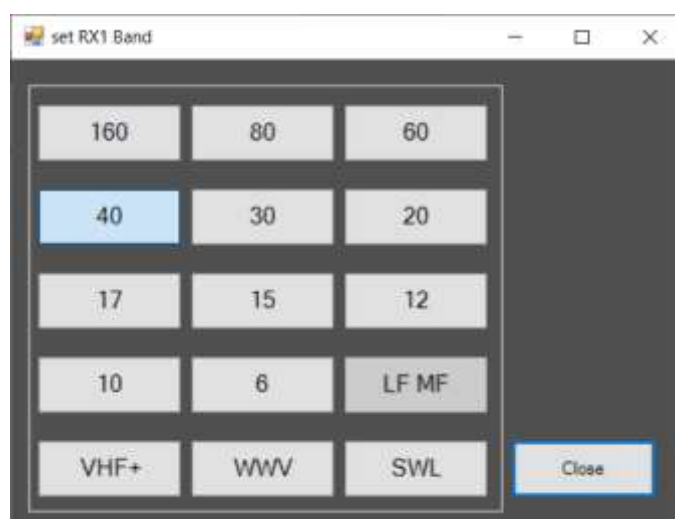 set RX1 Band
160 80 60
40 30 20
17 15 12
10 6 LF MF
VHF+ WWV SWL Close